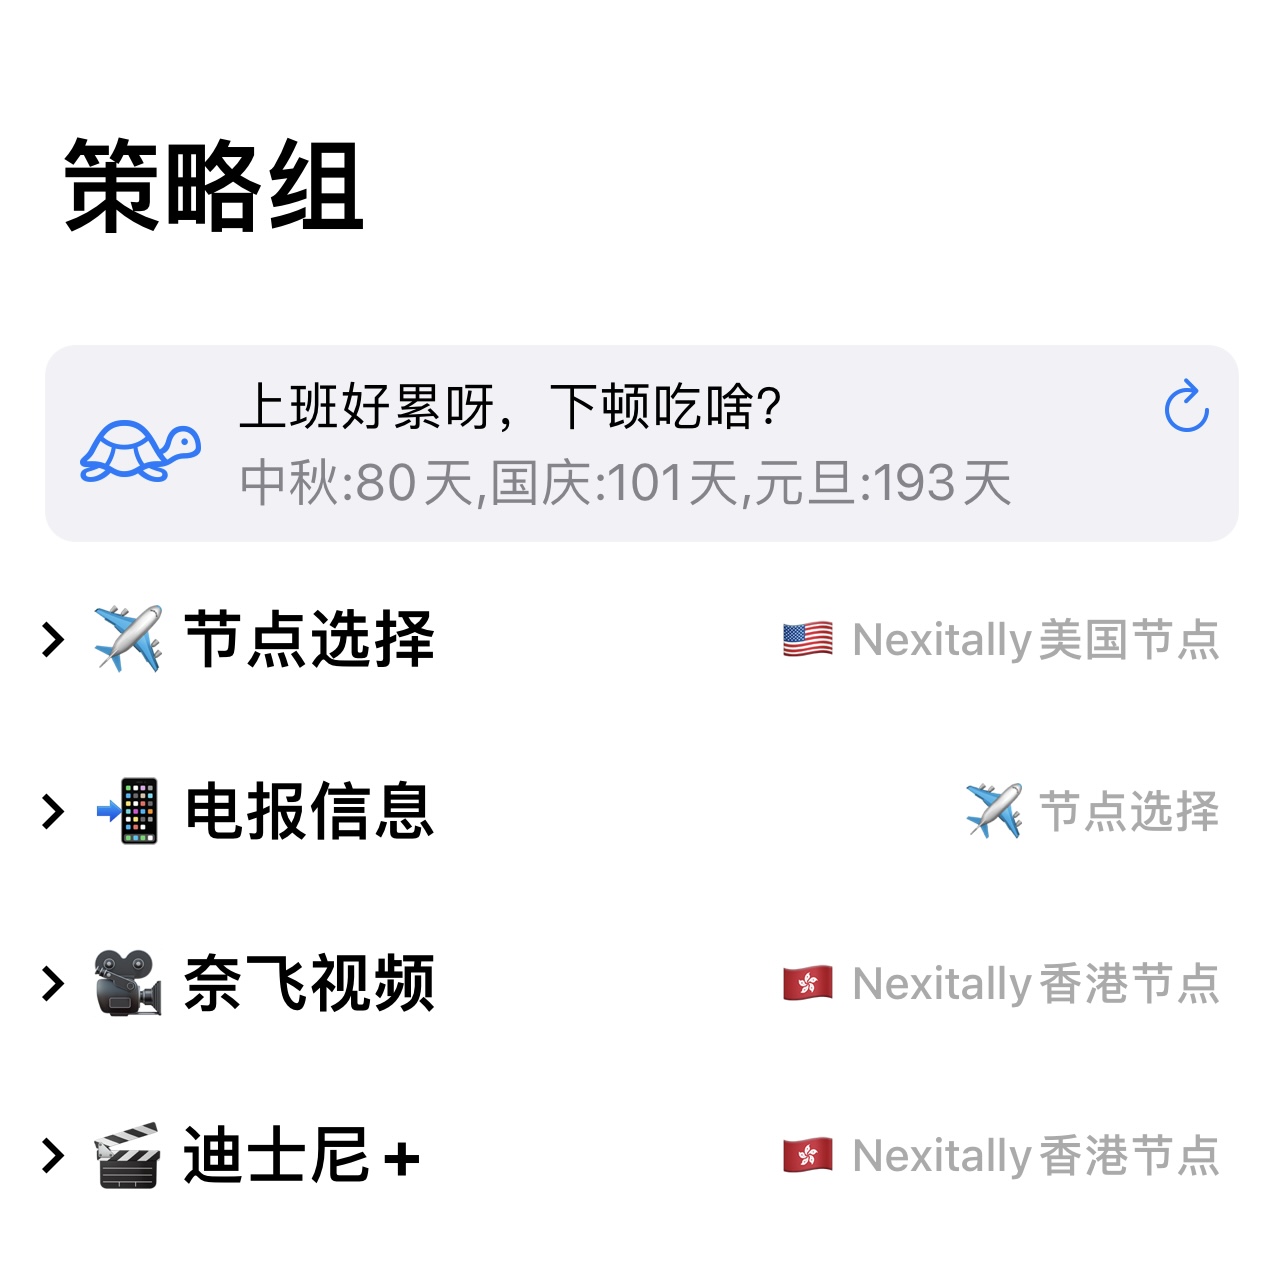 策略组
上班好累呀，下顿吃啥?
中秋:80天,国庆:101天,元旦:193天
节点选择
Nexitally美国节点
电报信息
节点选择
奈飞视频
Nexitally香港节点
迪士尼+
Nexitally香港节点